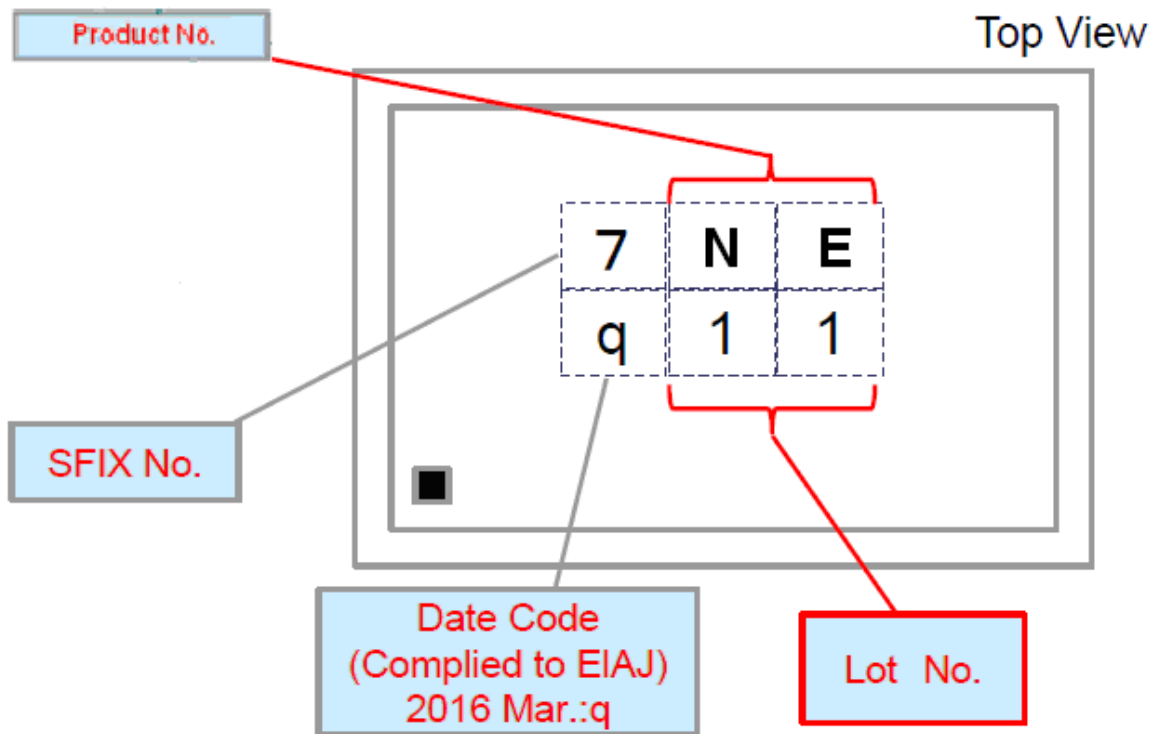 Product No.
Top View
7 N E
q 1 1
SFIX No.
Date Code
(Complied to EIAJ)
2016 Mar.:q
Lot No.